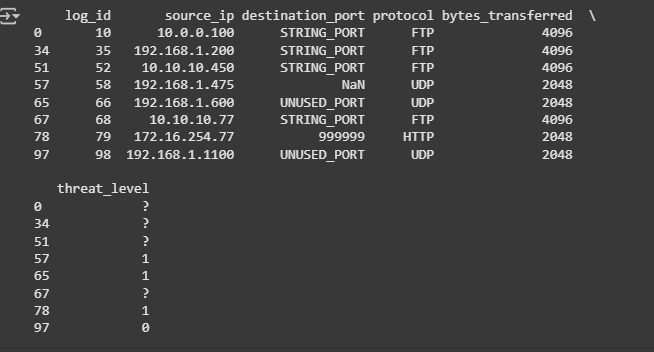 log_id source_ip destination_port protocol bytes_transferred \
0 10 10.0.0.100 STRING_PORT FTP 4096
34 35 192.168.1.200 STRING_PORT FTP 4096
51 52 10.10.10.450 STRING_PORT FTP 4096
57 58 192.168.1.475 NaN UDP 2048
65 66 192.168.1.600 UNUSED_PORT UDP 2048
67 68 10.10.10.77 STRING_PORT FTP 4096
78 79 172.16.254.77 999999 HTTP 2048
97 98 192.168.1.1100 UNUSED_PORT UDP 2048
threat_level
0 ?
34 ?
51 ?
57 1
65 1
67 ?
78 1
97 0